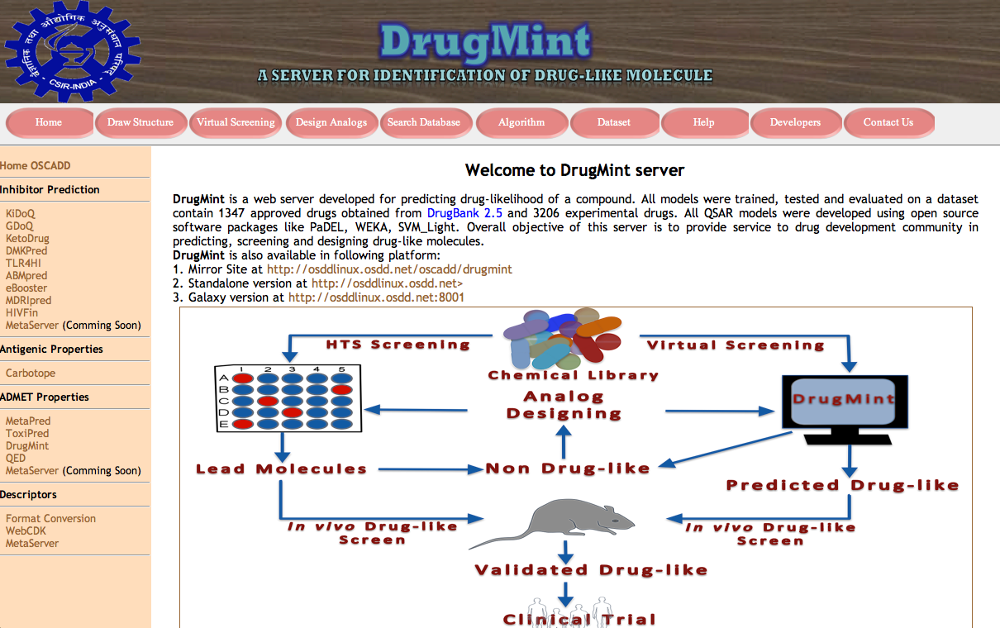 वैज्ञानिक तथा औद्योगिक अनुसंधान परिषद
CSIR-INDIA
DrugMint
A SERVER FOR IDENTIFICATION OF DRUG-LIKE MOLECULE
Home
Draw Structure
Virtual Screening
Design Analogs
Search Database
Algorithm
Dataset
Help
Developers
Contact Us
Home OSCADD
Inhibitor Prediction
KiDoQ
GDoQ
KetoDrug
DMKPred
TLR4HI
ABMpred
eBooster
MDRIpred
HIVFin
MetaServer (Comming Soon)
Antigenic Properties
Carbotope
ADMET Properties
MetaPred
ToxiPred
DrugMint
QED
MetaServer (Comming Soon)
Descriptors
Format Conversion
WebCDK
MetaServer
Welcome to DrugMint server
DrugMint is a web server developed for predicting drug-likelihood of a compound. All models were trained, tested and evaluated on a dataset
contain 1347 approved drugs obtained from DrugBank 2.5 and 3206 experimental drugs. All QSAR models were developed using open source
software packages like PaDEL, WEKA, SVM_Light. Overall objective of this server is to provide service to drug development community in
predicting, screening and designing drug-like molecules.
DrugMint is also available in following platform:
1. Mirror Site at http://osddlinux.osdd.net/oscadd/drugmint
2. Standalone version at http://osddlinux.osdd.net>
3. Galaxy version at http://osddlinux.osdd.net:8001
HTS Screening
Virtual Screening
Chemical Library
1 2 3 4 5
A
B
C
D
E
Analog
Designing
DrugMint
Lead Molecules
Non Drug-like
Predicted Drug-like
In vivo Drug-like
Screen
In vivo Drug-like
Screen
Validated Drug-like
Clinical Trial